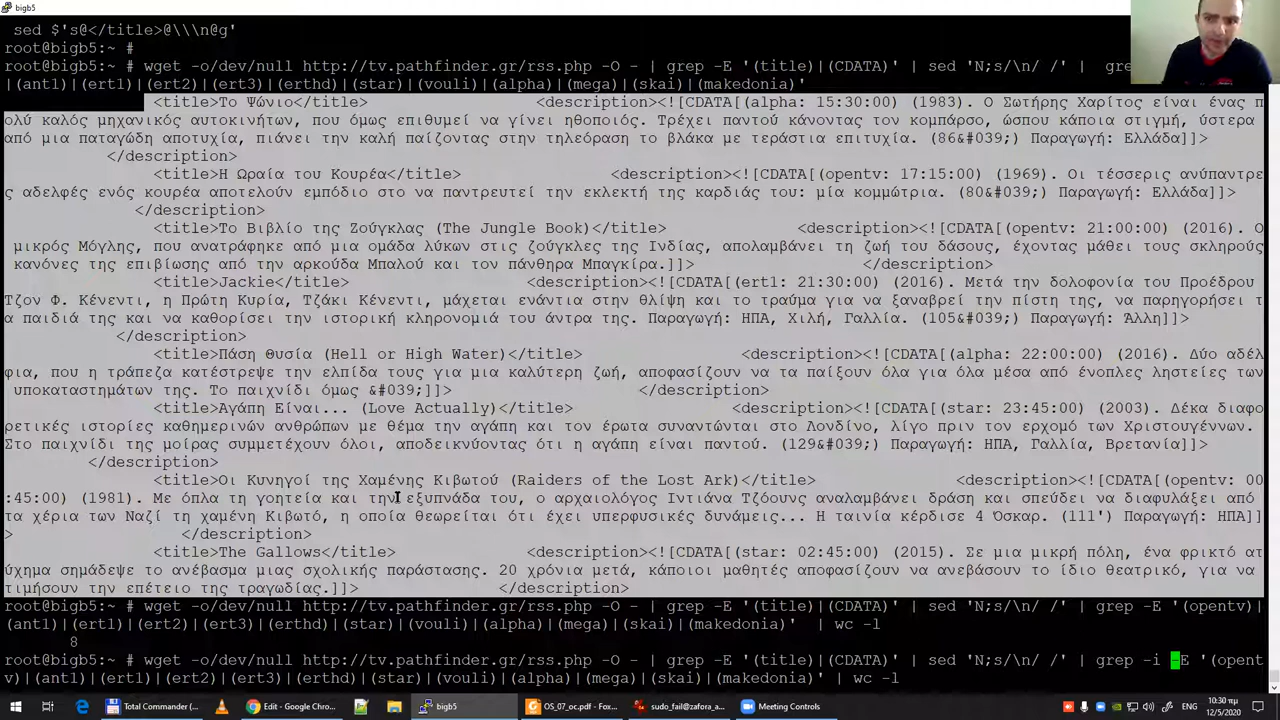 bigb5
sed $'s@</title>@\\\n@g'
root@bigb5:~ #
root@bigb5:~ # wget -o/dev/null http://tv.pathfinder.gr/rss.php -O - | grep -E '(title)|(CDATA)' | sed 'N;s/\n/ /' | gre
|(ant1)|(ert1)|(ert2)|(ert3)|(erthd)|(star)|(vouli)|(alpha)|(mega)|(skai)|(makedonia)'
<title>Το Ψώνιο</title> <description><![CDATA[(alpha: 15:30:00) (1983). Ο Σωτήρης Χαρίτος είναι ένας π
ολύ καλός μηχανικός αυτοκινήτων, που όμως επιθυμεί να γίνει ηθοποιός. Τρέχει παντού κάνοντας τον κομπάρσο, ώσπου κάποια στιγμή, ύστερα
από μια παταγώδη αποτυχία, πιάνει την καλή παίζοντας στην τηλεόραση το βλάκα με τεράστια επιτυχία. (86&#039;) Παραγωγή: Ελλάδα]]>
</description>
<title>Η Ωραία του Κουρέα</title> <description><![CDATA[(opentv: 17:15:00) (1969). Οι τέσσερις ανύπαντρε
ς αδελφές ενός κουρέα αποτελούν εμπόδιο στο να παντρευτεί την εκλεκτή της καρδιάς του: μία κομμώτρια. (80&#039;) Παραγωγή: Ελλάδα]]>
</description>
<title>Το Βιβλίο της Ζούγκλας (The Jungle Book)</title> <description><![CDATA[(opentv: 21:00:00) (2016). Ο
μικρός Μόγλης, που ανατράφηκε από μια ομάδα λύκων στις ζούγκλες της Ινδίας, απολαμβάνει τη ζωή του δάσους, έχοντας μάθει τους σκληρούς
κανόνες της επιβίωσης από την αρκούδα Μπαλού και τον πάνθηρα Μπαγκίρα.]]> </description>
<title>Jackie</title> <description><![CDATA[(ert1: 21:30:00) (2016). Μετά την δολοφονία του Προέδρου
Τζον Φ. Κένεντι, η Πρώτη Κυρία, Τζάκι Κένεντι, μάχεται ενάντια στην θλίψη και το τραύμα για να ξαναβρεί την πίστη της, να παρηγορήσει τ
α παιδιά της και να καθορίσει την ιστορική κληρονομιά του άντρα της. Παραγωγή: ΗΠΑ, Χιλή, Γαλλία. (105&#039;) Παραγωγή: Άλλη]]>
</description>
<title>Πάση Θυσία (Hell or High Water)</title> <description><![CDATA[(alpha: 22:00:00) (2016). Δύο αδέλ
φια, που η τράπεζα κατέστρεψε την ελπίδα τους για μια καλύτερη ζωή, αποφασίζουν να τα παίξουν όλα για όλα μέσα από ένοπλες ληστείες των
υποκαταστημάτων της. Το παιχνίδι όμως &#039;]]> </description>
<title>Αγάπη Είναι... (Love Actually)</title> <description><![CDATA[(star: 23:45:00) (2003). Δέκα διαφο
ρετικές ιστορίες καθημερινών ανθρώπων με θέμα την αγάπη και τον έρωτα συναντώνται στο Λονδίνο, λίγο πριν τον ερχομό των Χριστουγέννων.
Στο παιχνίδι της μοίρας συμμετέχουν όλοι, αποδεικνύοντας ότι η αγάπη είναι παντού. (129&#039;) Παραγωγή: ΗΠΑ, Γαλλία, Βρετανία]]>
</description>
<title>Οι Κυνηγοί της Χαμένης Κιβωτού (Raiders of the Lost Ark)</title> <description><![CDATA[(opentv: 00
:45:00) (1981). Με όπλα τη γοητεία και την εξυπνάδα του, ο αρχαιολόγος Ιντιάνα Τζόουνς αναλαμβάνει δράση και σπεύδει να διαφυλάξει από
τα χέρια των Ναζί τη χαμένη Κιβωτό, η οποία θεωρείται ότι έχει υπερφυσικές δυνάμεις... Η ταινία κέρδισε 4 Όσκαρ. (111') Παραγωγή: ΗΠΑ]]
> </description>
<title>The Gallows</title> <description><![CDATA[(star: 02:45:00) (2015). Σε μια μικρή πόλη, ένα φρικτό ατ
ύχημα σημάδεψε το ανέβασμα μιας σχολικής παράστασης. 20 χρόνια μετά, κάποιοι μαθητές αποφασίζουν να ανεβάσουν το ίδιο θεατρικό, για να
τιμήσουν την επέτειο της τραγωδίας.]]> </description>
root@bigb5:~ # wget -o/dev/null http://tv.pathfinder.gr/rss.php -O - | grep -E '(title)|(CDATA)' | sed 'N;s/\n/ /' | grep -E '(opentv)|
(ant1)|(ert1)|(ert2)|(ert3)|(erthd)|(star)|(vouli)|(alpha)|(mega)|(skai)|(makedonia)' | wc -l
8
root@bigb5:~ # wget -o/dev/null http://tv.pathfinder.gr/rss.php -O - | grep -E '(title)|(CDATA)' | sed 'N;s/\n/ /' | grep -i -E '(opent
v)|(ant1)|(ert1)|(ert2)|(ert3)|(erthd)|(star)|(vouli)|(alpha)|(mega)|(skai)|(makedonia)' | wc -l
Total Commander (... Edit - Google Chro... bigb5 OS_07_oc.pdf - Fox... sudo_fail@zafora_a... Meeting Controls ENG 10:30 πμ
12/5/2020